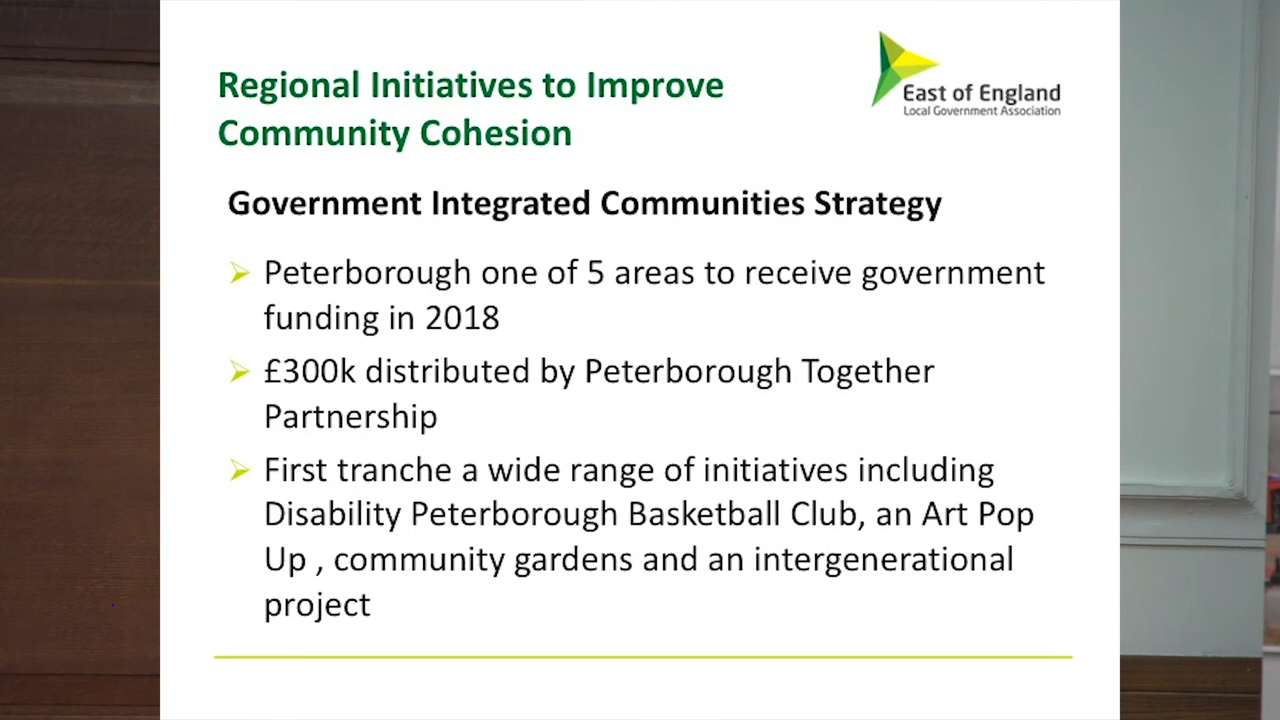 Regional Initiatives to Improve
Community Cohesion
East of England
Local Government Association
Government Integrated Communities Strategy
Peterborough one of 5 areas to receive government
funding in 2018
£300k distributed by Peterborough Together
Partnership
First tranche a wide range of initiatives including
Disability Peterborough Basketball Club, an Art Pop
Up , community gardens and an intergenerational
project